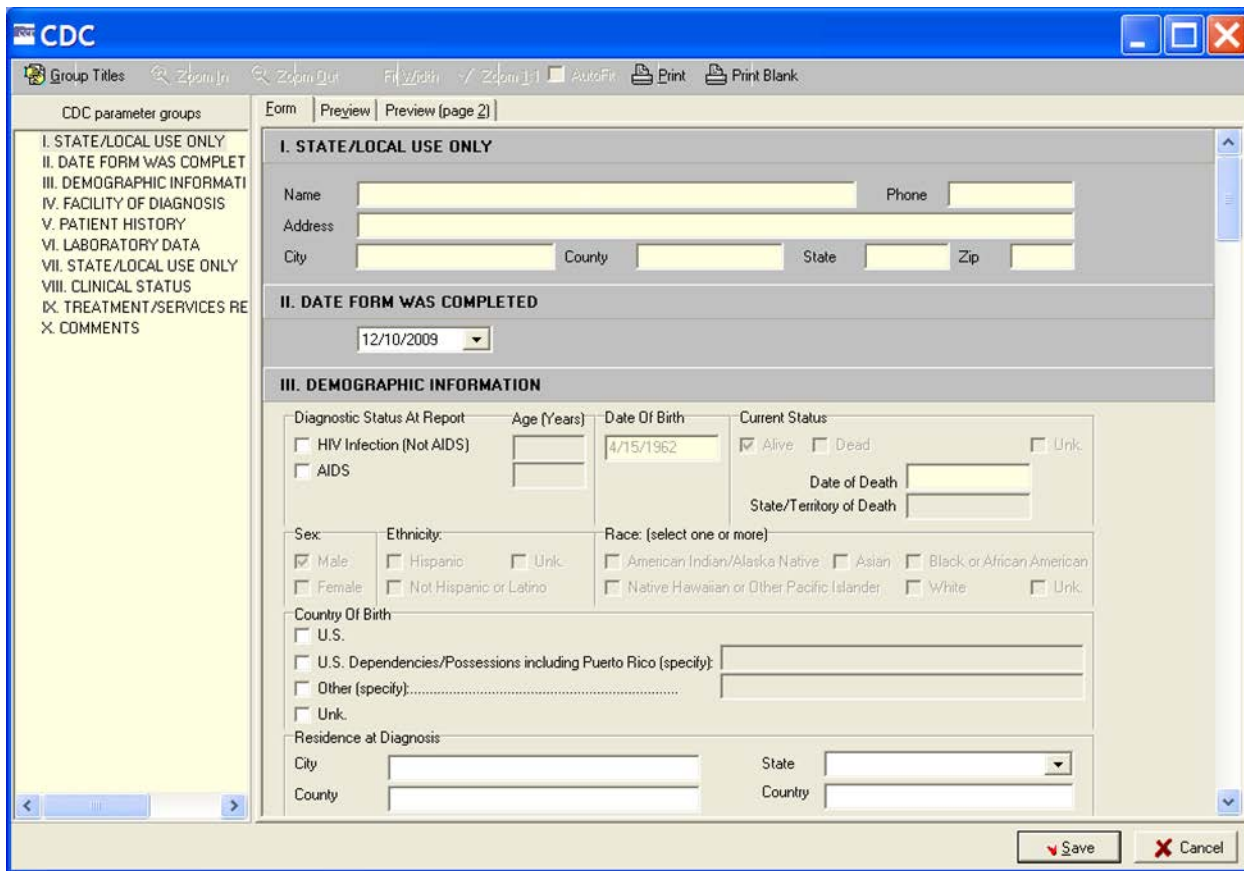 CDC
Group Titles Zoom In Zoom Out Fit Width Zoom 1:1 AutoFit Print Print Blank
CDC parameter groups
I. STATE/LOCAL USE ONLY
II. DATE FORM WAS COMPLET
III. DEMOGRAPHIC INFORMATI
IV. FACILITY OF DIAGNOSIS
V. PATIENT HISTORY
VI. LABORATORY DATA
VII. STATE/LOCAL USE ONLY
VIII. CLINICAL STATUS
IX. TREATMENT/SERVICES RE
X. COMMENTS
Form Preview Preview (page 2)
I. STATE/LOCAL USE ONLY
Name Phone
Address
City County State Zip
II. DATE FORM WAS COMPLETED
12/10/2009
III. DEMOGRAPHIC INFORMATION
Diagnostic Status At Report Age (Years) Date Of Birth Current Status
HIV Infection (Not AIDS) 4/15/1962 Alive Dead Unk.
AIDS
Date of Death
State/Territory of Death
Sex: Ethnicity: Race: (select one or more)
Male Hispanic Unk. American Indian/Alaska Native Asian Black or African American
Female Not Hispanic or Latino Native Hawaiian or Other Pacific Islander White Unk.
Country Of Birth
U.S.
U.S. Dependencies/Possessions including Puerto Rico (specify):
Other (specify):....................................................................
Unk.
Residence at Diagnosis
City State
County Country
Save Cancel